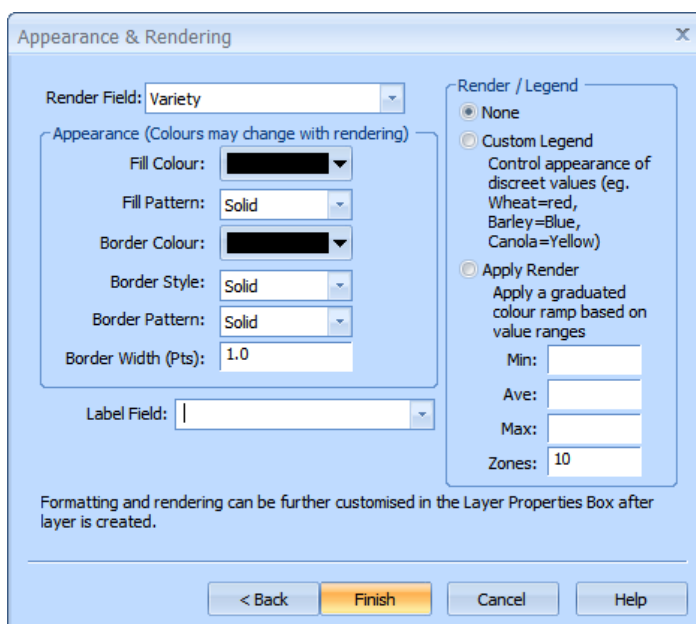 Appearance & Rendering
x
Render Field: Variety
Appearance (Colours may change with rendering)
Fill Colour:
Fill Pattern: Solid
Border Colour:
Border Style: Solid
Border Pattern: Solid
Border Width (Pts): 1.0
Label Field:
Render / Legend
None
Custom Legend
Control appearance of
discreet values (eg.
Wheat=red,
Barley=Blue,
Canola=Yellow)
Apply Render
Apply a graduated
colour ramp based on
value ranges
Min:
Ave:
Max:
Zones: 10
Formatting and rendering can be further customised in the Layer Properties Box after
layer is created.
< Back Finish Cancel Help